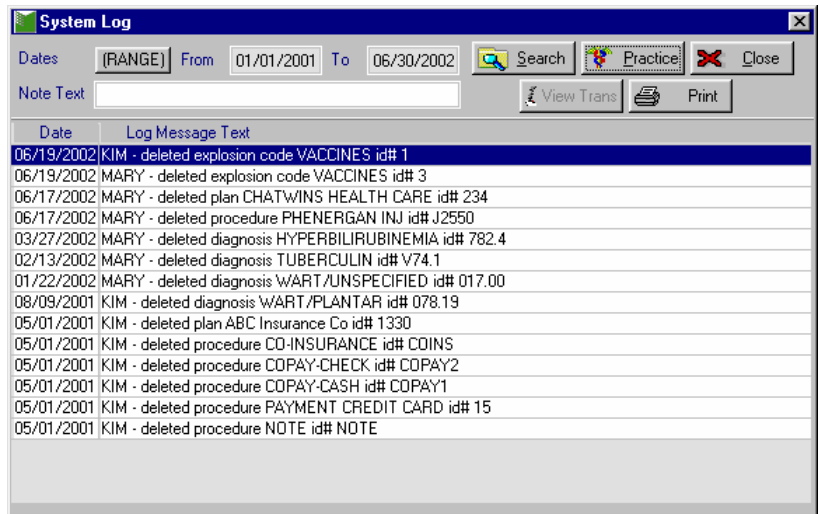 System Log
Dates (RANGE) From 01/01/2001 To 06/30/2002 Search Practice Close
Note Text View Trans Print
Date Log Message Text
06/19/2002 KIM - deleted explosion code VACCINES id# 1
06/19/2002 MARY - deleted explosion code VACCINES id# 3
06/17/2002 MARY - deleted plan CHATWINS HEALTH CARE id# 234
06/17/2002 MARY - deleted procedure PHENERGAN INJ id# J2550
03/27/2002 MARY - deleted diagnosis HYPERBILIRUBINEMIA id# 782.4
02/13/2002 MARY - deleted diagnosis TUBERCULIN id# V74.1
01/22/2002 MARY - deleted diagnosis WART/UNSPECIFIED id# 017.00
08/09/2001 KIM - deleted diagnosis WART/PLANTAR id# 078.19
05/01/2001 KIM - deleted plan ABC Insurance Co id# 1330
05/01/2001 KIM - deleted procedure CO-INSURANCE id# COINS
05/01/2001 KIM - deleted procedure COPAY-CHECK id# COPAY2
05/01/2001 KIM - deleted procedure COPAY-CASH id# COPAY1
05/01/2001 KIM - deleted procedure PAYMENT CREDIT CARD id# 15
05/01/2001 KIM - deleted procedure NOTE id# NOTE